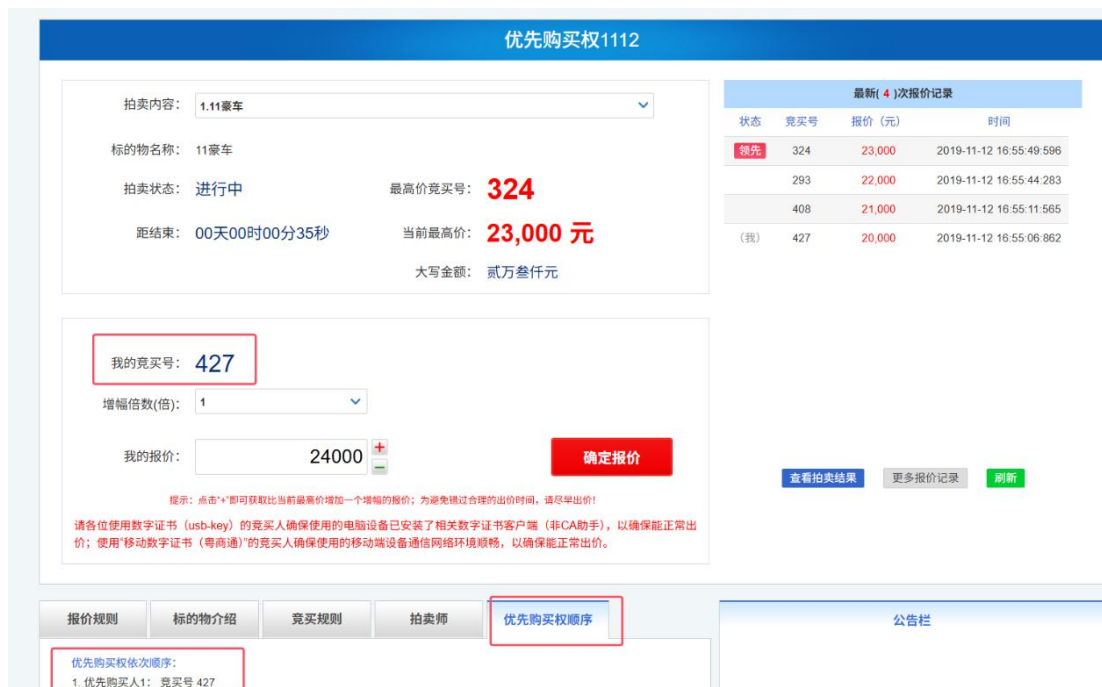 优先购买权1112
拍卖内容： 1.11豪车
标的物名称： 11豪车
拍卖状态： 进行中 最高价竞买号： 324
距结束： 00天00时00分35秒 当前最高价： 23,000 元
大写金额： 贰万叁仟元
最新( 4 )次报价记录
状态 竞买号 报价（元） 时间
领先 324 23,000 2019-11-12 16:55:49:596
293 22,000 2019-11-12 16:55:44:283
408 21,000 2019-11-12 16:55:11:565
（我） 427 20,000 2019-11-12 16:55:06:862
我的竞买号： 427
增幅倍数(倍)： 1
我的报价： 24000 + − 确定报价
提示：点击“+”即可获取比当前最高价增加一个增幅的报价；为避免错过合理的出价时间，请尽早出价！
请各位使用数字证书（usb-key）的竞买人确保使用的电脑设备已安装了相关数字证书客户端（非CA助手），以确保能正常出
价；使用“移动数字证书（粤商通）”的竞买人确保使用的移动端设备通信网络环境顺畅，以确保能正常出价。
查看拍卖结果 更多报价记录 刷新
报价规则 标的物介绍 竞买规则 拍卖师 优先购买权顺序
公告栏
优先购买权依次顺序：
1. 优先购买人1： 竞买号 427